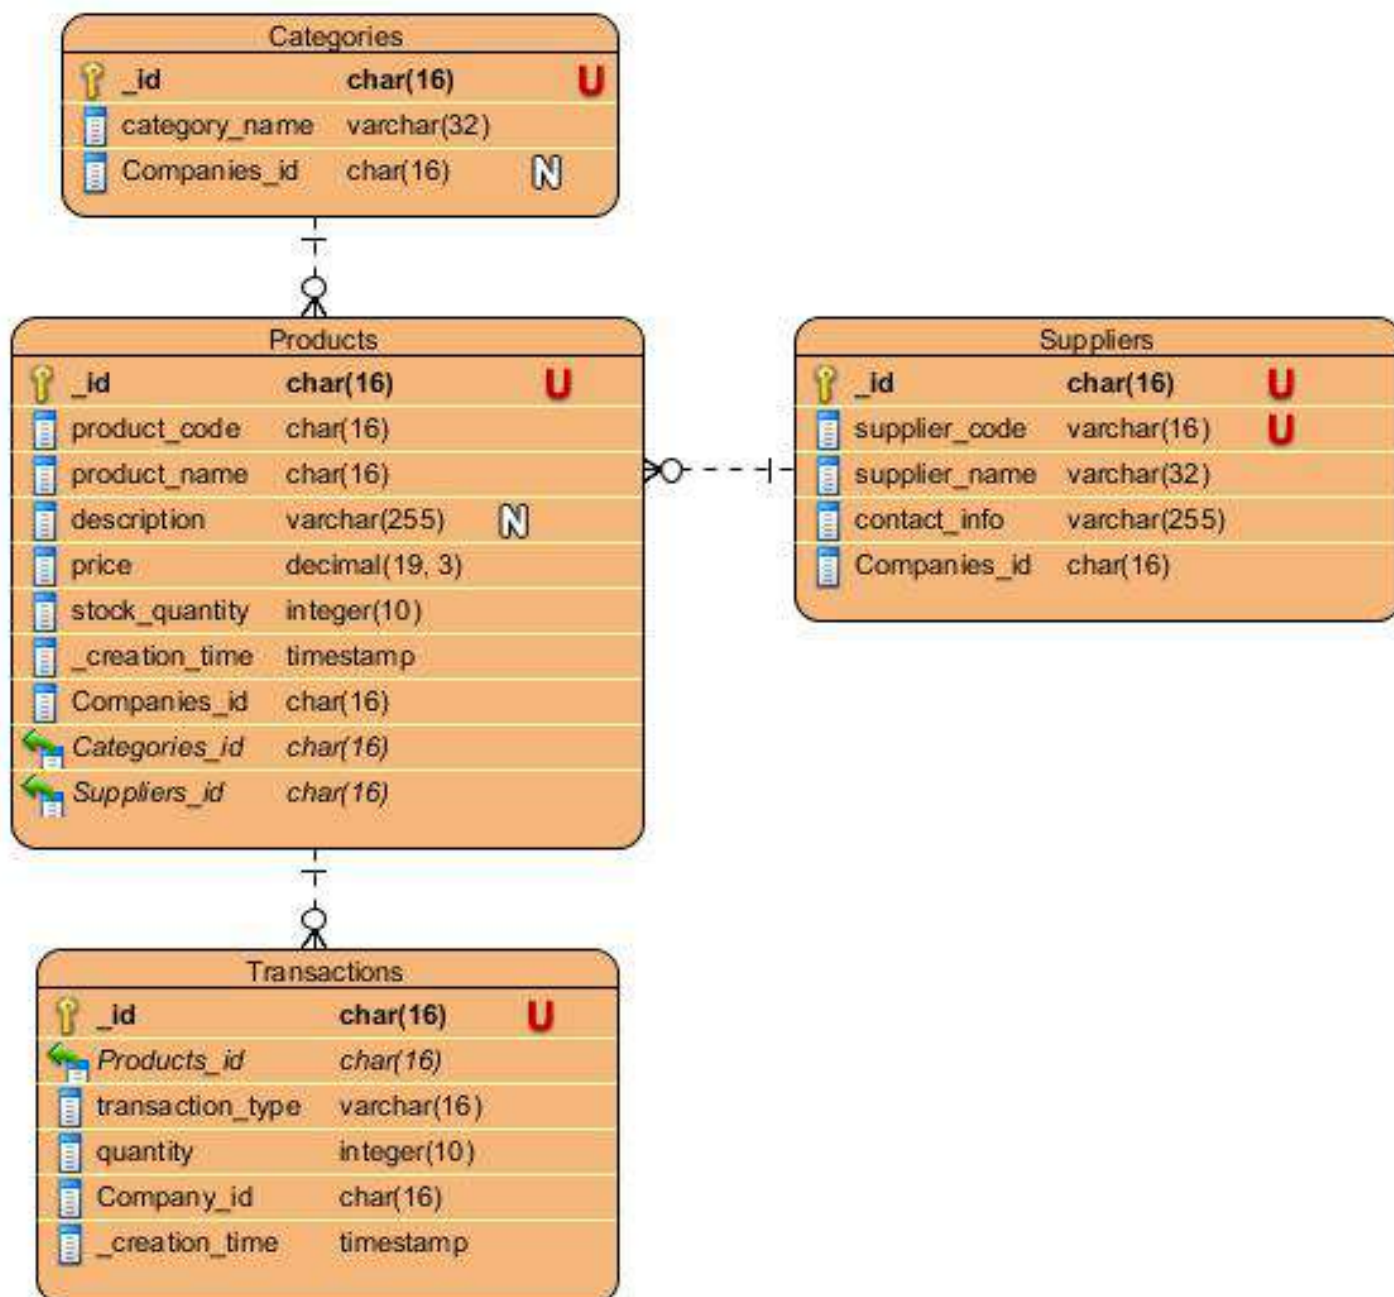 Categories
_id char(16) U
category_name varchar(32)
Companies_id char(16) N
Products
_id char(16) U
product_code char(16)
product_name char(16)
description varchar(255) N
price decimal(19, 3)
stock_quantity integer(10)
_creation_time timestamp
Companies_id char(16)
Categories_id char(16)
Suppliers_id char(16)
Suppliers
_id char(16) U
supplier_code varchar(16) U
supplier_name varchar(32)
contact_info varchar(255)
Companies_id char(16)
Transactions
_id char(16) U
Products_id char(16)
transaction_type varchar(16)
quantity integer(10)
Company_id char(16)
_creation_time timestamp